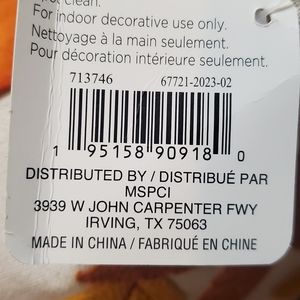 clean.
For indoor decorative use only.
Nettoyage à la main seulement.
Pour décoration intérieure seulement.
713746 67721-2023-02
1 95158 90918 0
DISTRIBUTED BY / DISTRIBUÉ PAR
MSPCI
3939 W JOHN CARPENTER FWY
IRVING, TX 75063
MADE IN CHINA / FABRIQUÉ EN CHINE